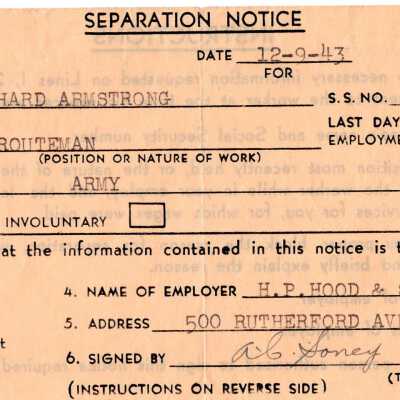 SEPARATION NOTICE
DATE 12-9-43
FOR
HARD ARMSTRONG S.S. NO.
LAST DAY
ROUTEMAN EMPLOYME
(POSITION OR NATURE OF WORK)
ARMY
INVOLUNTARY
at the information contained in this notice is t
4. NAME OF EMPLOYER H.P. HOOD &
5. ADDRESS 500 RUTHERFORD AV
6. SIGNED BY
(INSTRUCTIONS ON REVERSE SIDE) (T